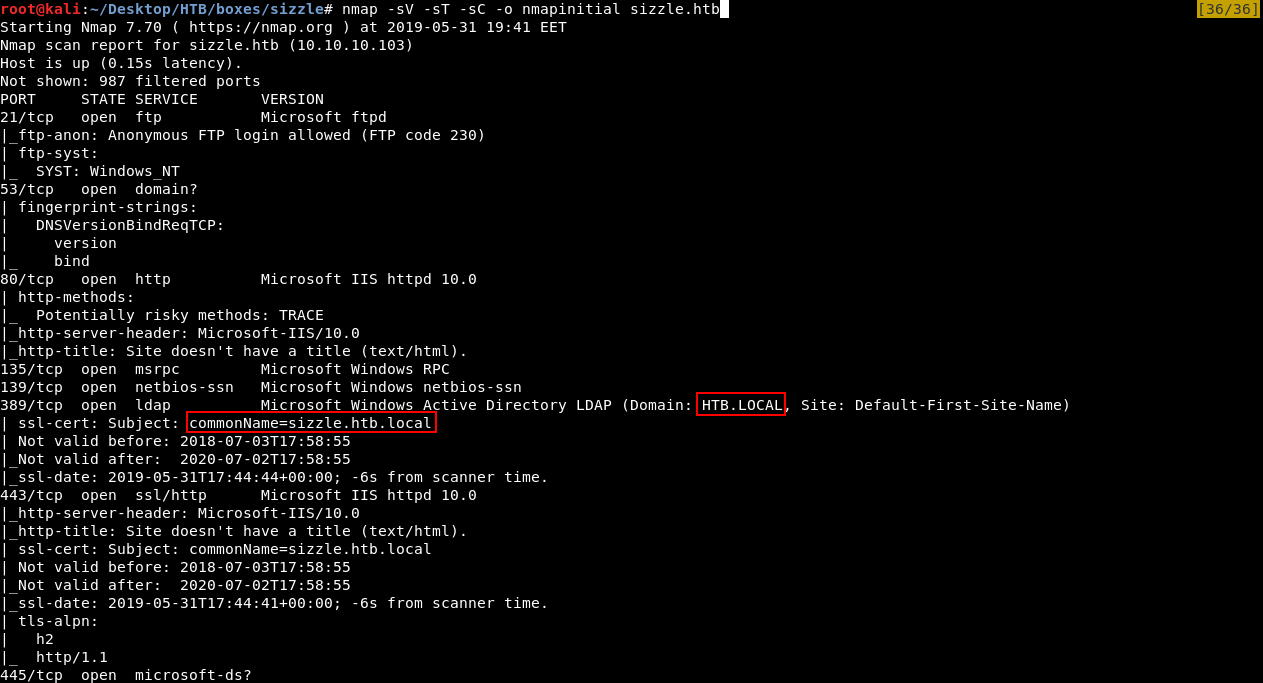 root@kali:~/Desktop/HTB/boxes/sizzle# nmap -sV -sT -sC -o nmapinitial sizzle.htb [36/36]
Starting Nmap 7.70 ( https://nmap.org ) at 2019-05-31 19:41 EET
Nmap scan report for sizzle.htb (10.10.10.103)
Host is up (0.15s latency).
Not shown: 987 filtered ports
PORT     STATE SERVICE       VERSION
21/tcp   open  ftp           Microsoft ftpd
|_ftp-anon: Anonymous FTP login allowed (FTP code 230)
| ftp-syst:
|_  SYST: Windows_NT
53/tcp   open  domain?
| fingerprint-strings:
|   DNSVersionBindReqTCP:
|     version
|_    bind
80/tcp   open  http          Microsoft IIS httpd 10.0
| http-methods:
|_  Potentially risky methods: TRACE
|_http-server-header: Microsoft-IIS/10.0
|_http-title: Site doesn't have a title (text/html).
135/tcp  open  msrpc         Microsoft Windows RPC
139/tcp  open  netbios-ssn   Microsoft Windows netbios-ssn
389/tcp  open  ldap          Microsoft Windows Active Directory LDAP (Domain: HTB.LOCAL, Site: Default-First-Site-Name)
| ssl-cert: Subject: commonName=sizzle.htb.local
| Not valid before: 2018-07-03T17:58:55
|_Not valid after:  2020-07-02T17:58:55
|_ssl-date: 2019-05-31T17:44:44+00:00; -6s from scanner time.
443/tcp  open  ssl/http      Microsoft IIS httpd 10.0
|_http-server-header: Microsoft-IIS/10.0
|_http-title: Site doesn't have a title (text/html).
| ssl-cert: Subject: commonName=sizzle.htb.local
| Not valid before: 2018-07-03T17:58:55
|_Not valid after:  2020-07-02T17:58:55
|_ssl-date: 2019-05-31T17:44:41+00:00; -6s from scanner time.
| tls-alpn:
|   h2
|_  http/1.1
445/tcp  open  microsoft-ds?